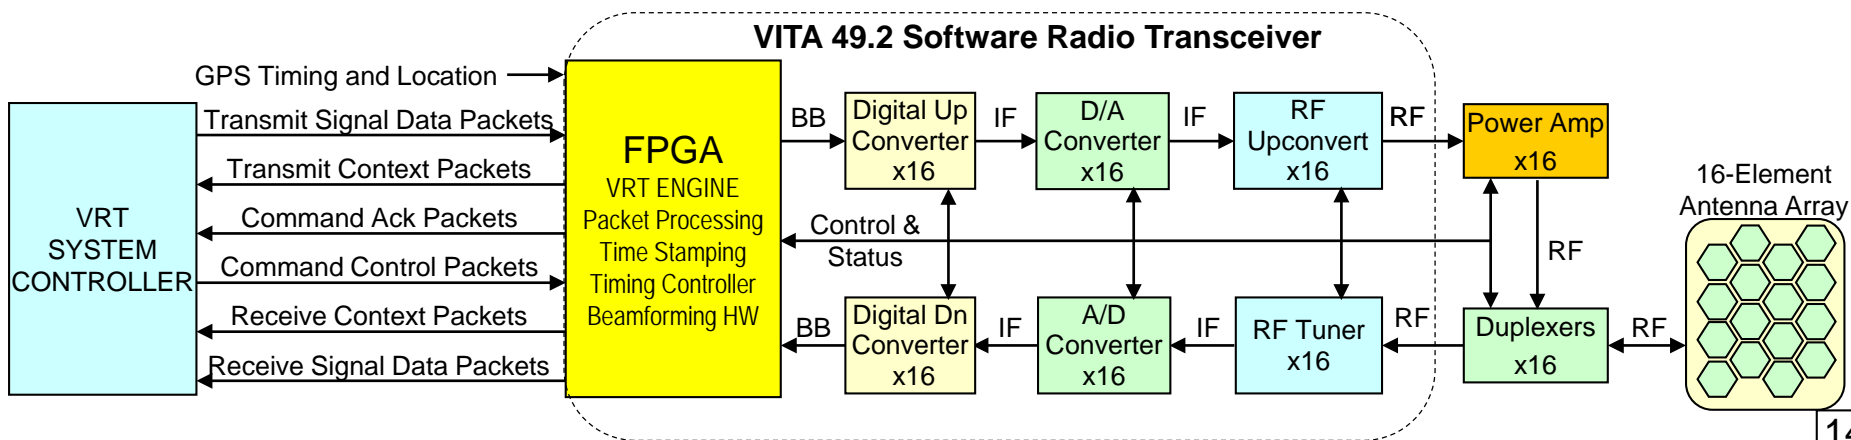 VITA 49.2 Software Radio Transceiver
GPS Timing and Location
Transmit Signal Data Packets
Transmit Context Packets
Command Ack Packets
Command Control Packets
Receive Context Packets
Receive Signal Data Packets
VRT
SYSTEM
CONTROLLER
FPGA
VRT ENGINE
Packet Processing
Time Stamping
Timing Controller
Beamforming HW
BB
Digital Up
Converter
x16
IF
D/A
Converter
x16
IF
RF
Upconvert
x16
RF
Power Amp
x16
RF
Control &
Status
BB
Digital Dn
Converter
x16
IF
A/D
Converter
x16
IF
RF Tuner
x16
RF
Duplexers
x16
RF
16-Element
Antenna Array
14